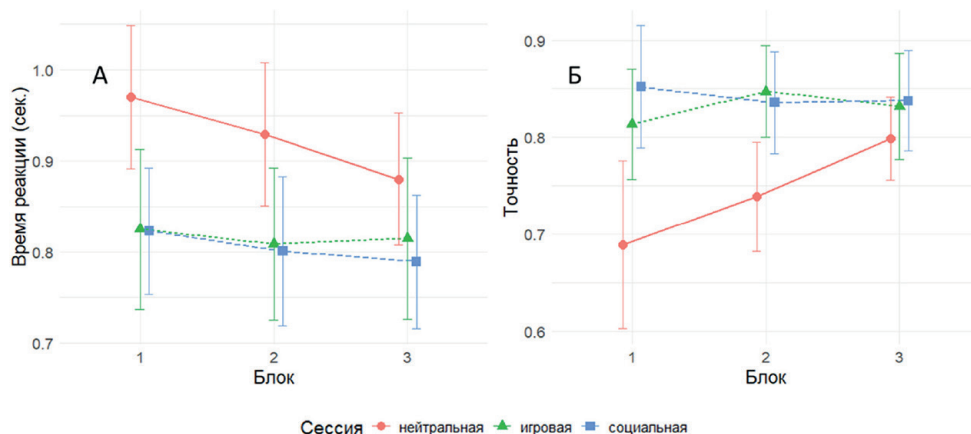 А
Время реакции (сек.)
1.0
0.9
0.8
0.7
1 2 3
Блок
Б
Точность
0.9
0.8
0.7
0.6
1 2 3
Блок
Сессия нейтральная игровая социальная